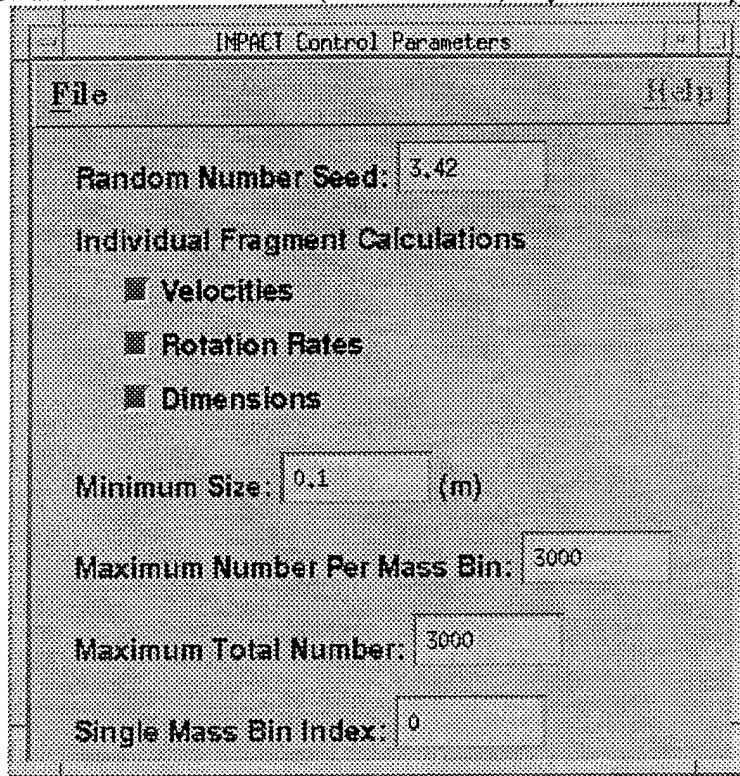 IMPACT Control Parameters
File Help
Random Number Seed: 3.42
Individual Fragment Calculations
Velocities
Rotation Rates
Dimensions
Minimum Size: 0.1 (m)
Maximum Number Per Mass Bin: 3000
Maximum Total Number: 3000
Single Mass Bin Index: 0